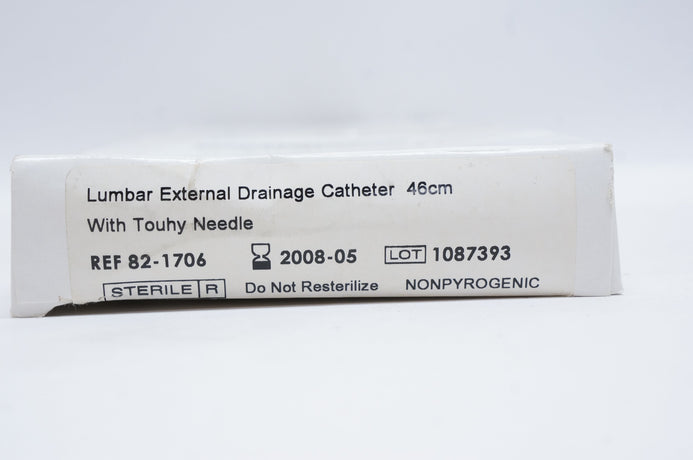 Lumbar External Drainage Catheter 46cm
With Touhy Needle
REF 82-1706 2008-05 LOT 1087393
STERILE R Do Not Resterilize NONPYROGENIC